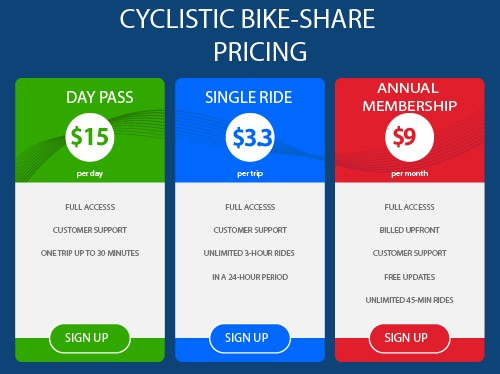 CYCLISTIC BIKE-SHARE
PRICING
DAY PASS
$15
per day
FULL ACCESSS
CUSTOMER SUPPORT
ONE TRIP UP TO 30 MINUTES
SIGN UP
SINGLE RIDE
$3.3
per trip
FULL ACCESSS
CUSTOMER SUPPORT
UNLIMITED 3-HOUR RIDES
IN A 24-HOUR PERIOD
SIGN UP
ANNUAL
MEMBERSHIP
$9
per month
FULL ACCESSS
BILLED UPFRONT
CUSTOMER SUPPORT
FREE UPDATES
UNLIMITED 45-MIN RIDES
SIGN UP